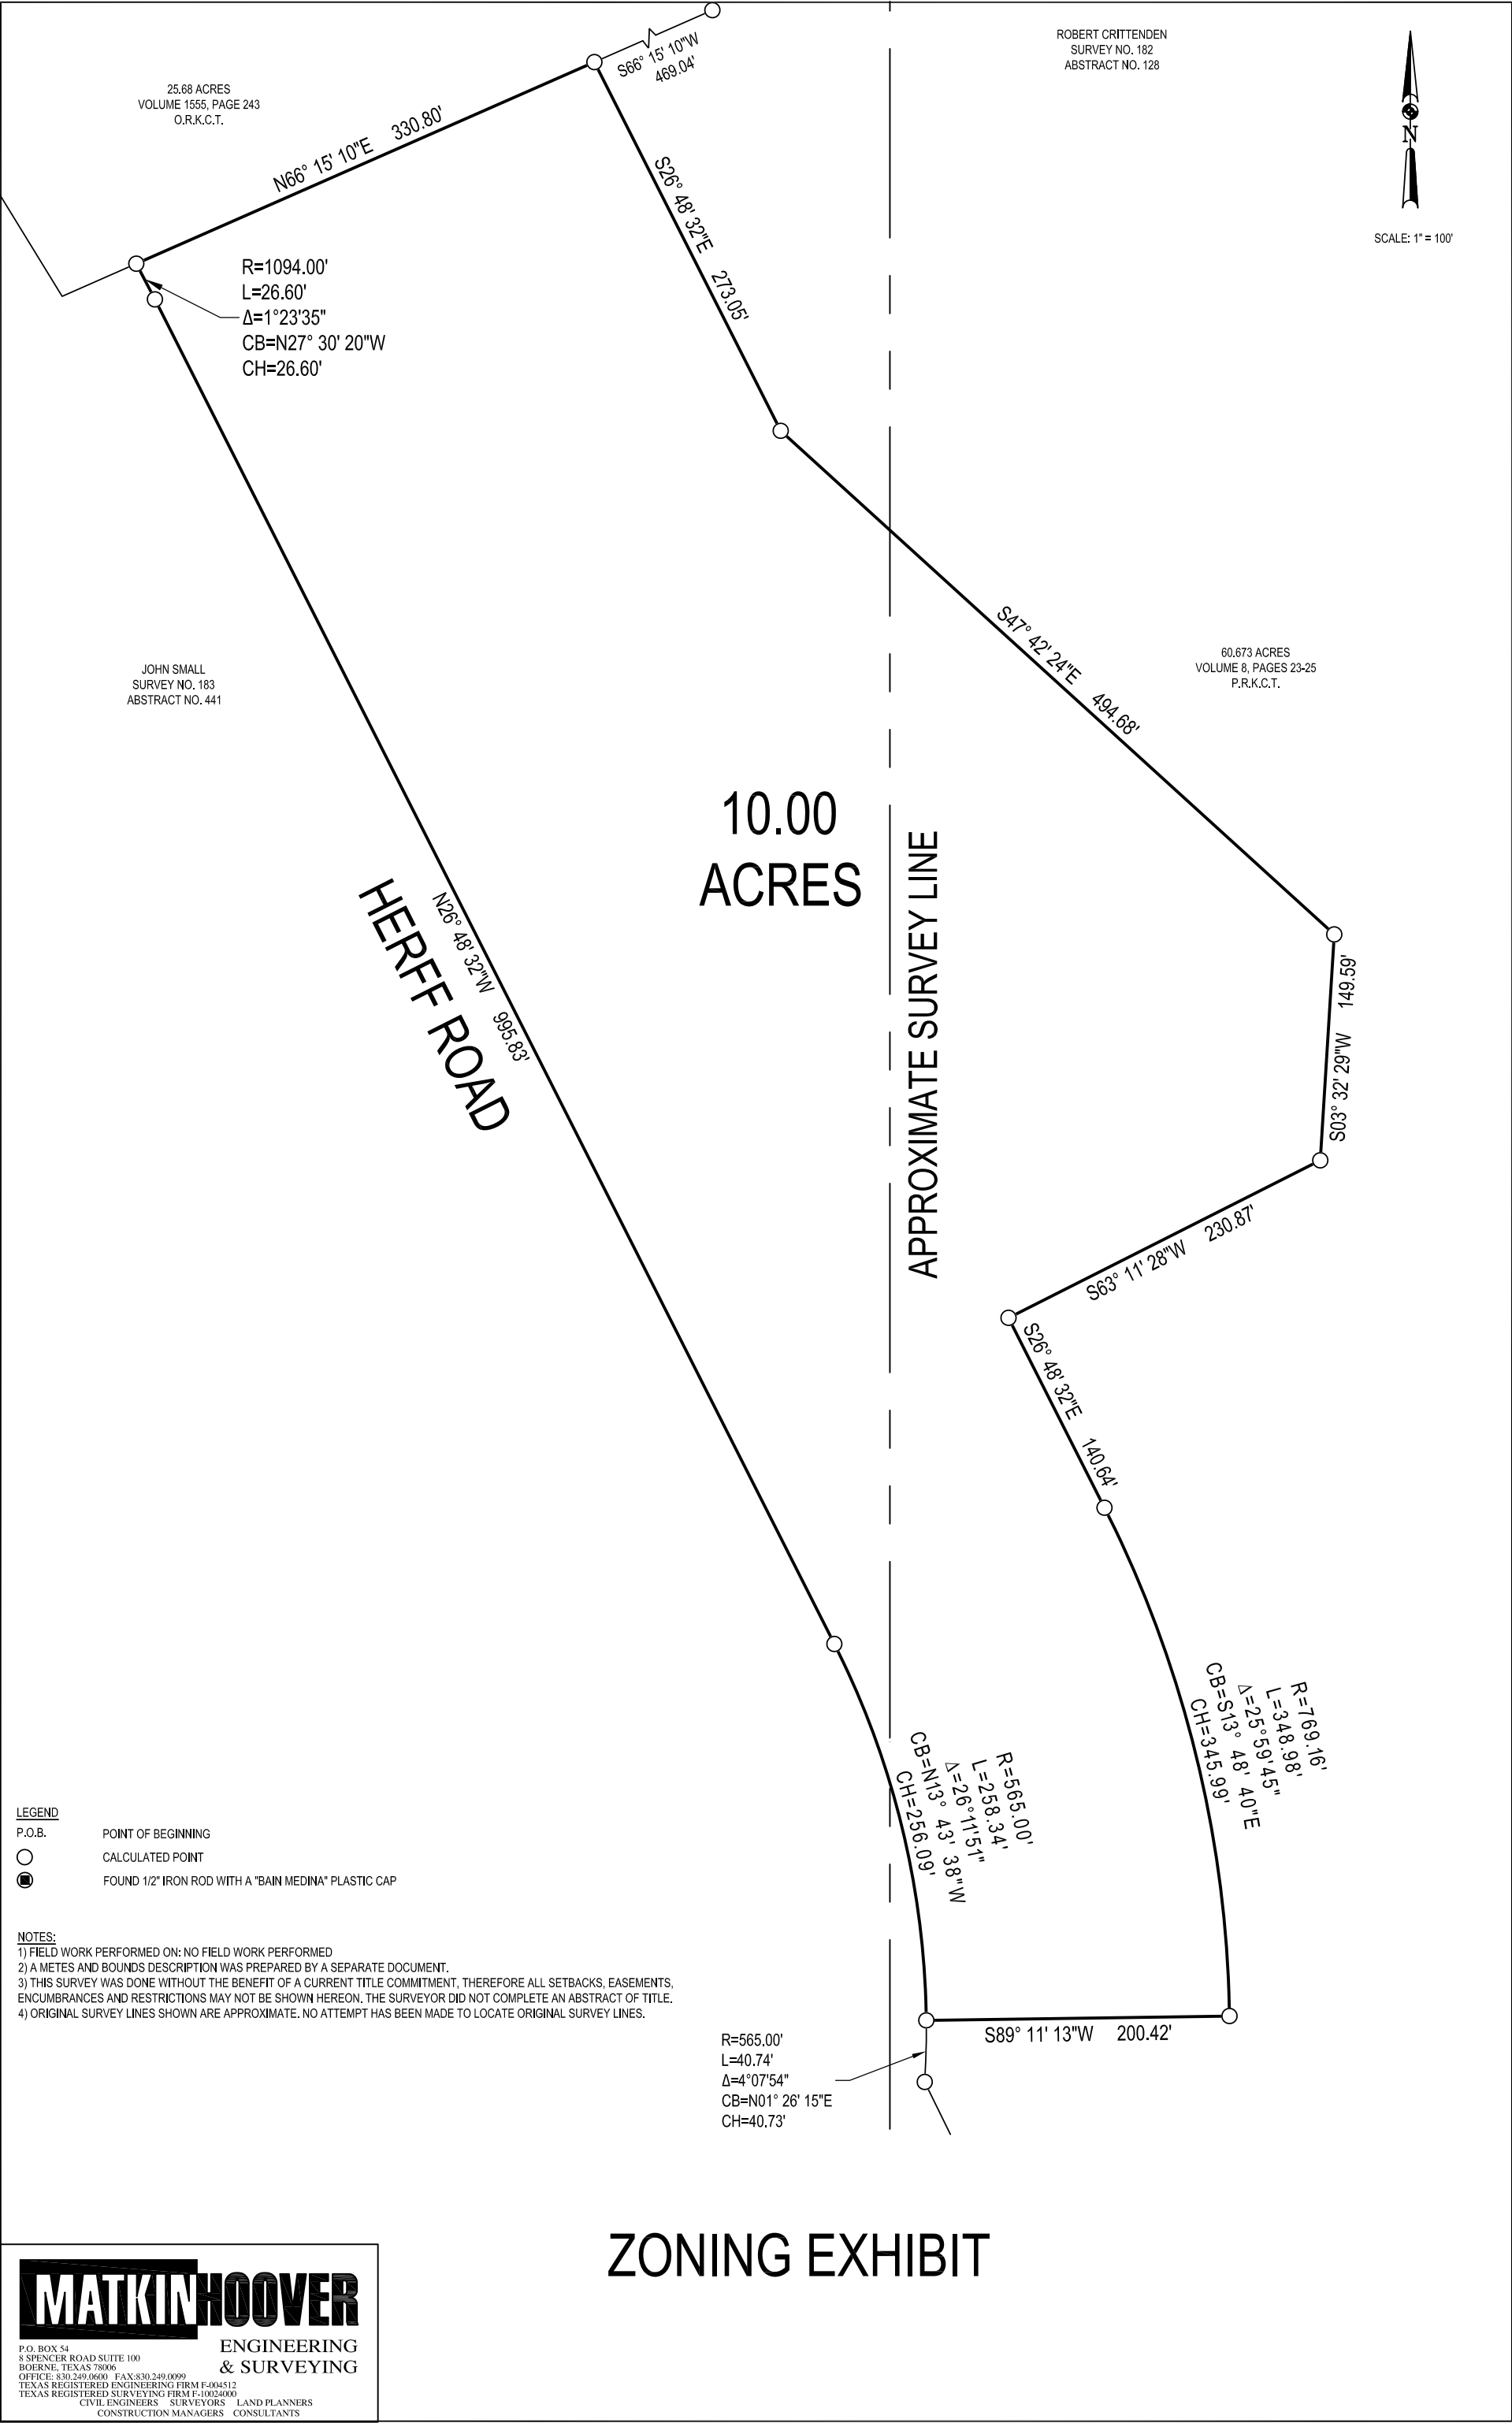 S66° 15' 10"W
469.04'
ROBERT CRITTENDEN
SURVEY NO. 182
ABSTRACT NO. 128
25.68 ACRES
VOLUME 1555, PAGE 243
O.R.K.C.T.
N66° 15' 10"E 330.80'
N
SCALE: 1" = 100'
S26° 48' 32"E 273.05'
R=1094.00'
L=26.60'
Δ=1°23'35"
CB=N27° 30' 20"W
CH=26.60'
S47° 42' 24"E 494.68'
JOHN SMALL
SURVEY NO. 183
ABSTRACT NO. 441
60.673 ACRES
VOLUME 8, PAGES 23-25
P.R.K.C.T.
10.00
ACRES
APPROXIMATE SURVEY LINE
HERFF ROAD
N26° 48' 32"W 995.83'
S03° 32' 29"W 149.59'
S63° 11' 28"W 230.87'
S26° 48' 32"E 140.64'
R=769.16'
L=348.98'
Δ=25°59'45"
CB=S13° 48' 40"E
CH=345.99'
R=565.00'
L=258.34'
Δ=26°11'51"
CB=N13° 43' 38"W
CH=256.09'
LEGEND
P.O.B. POINT OF BEGINNING
CALCULATED POINT
FOUND 1/2" IRON ROD WITH A "BAIN MEDINA" PLASTIC CAP
NOTES:
1) FIELD WORK PERFORMED ON: NO FIELD WORK PERFORMED
2) A METES AND BOUNDS DESCRIPTION WAS PREPARED BY A SEPARATE DOCUMENT.
3) THIS SURVEY WAS DONE WITHOUT THE BENEFIT OF A CURRENT TITLE COMMITMENT, THEREFORE ALL SETBACKS, EASEMENTS,
ENCUMBRANCES AND RESTRICTIONS MAY NOT BE SHOWN HEREON. THE SURVEYOR DID NOT COMPLETE AN ABSTRACT OF TITLE.
4) ORIGINAL SURVEY LINES SHOWN ARE APPROXIMATE. NO ATTEMPT HAS BEEN MADE TO LOCATE ORIGINAL SURVEY LINES.
S89° 11' 13"W 200.42'
R=565.00'
L=40.74'
Δ=4°07'54"
CB=N01° 26' 15"E
CH=40.73'
ZONING EXHIBIT
MATKINHOOVER
ENGINEERING
& SURVEYING
P.O. BOX 54
8 SPENCER ROAD SUITE 100
BOERNE, TEXAS 78006
OFFICE: 830.249.0600 FAX:830.249.0099
TEXAS REGISTERED ENGINEERING FIRM F-004512
TEXAS REGISTERED SURVEYING FIRM F-10024000
CIVIL ENGINEERS SURVEYORS LAND PLANNERS
CONSTRUCTION MANAGERS CONSULTANTS